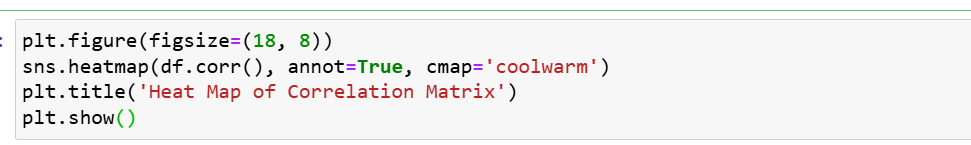 : plt.figure(figsize=(18, 8))
sns.heatmap(df.corr(), annot=True, cmap='coolwarm')
plt.title('Heat Map of Correlation Matrix')
plt.show()